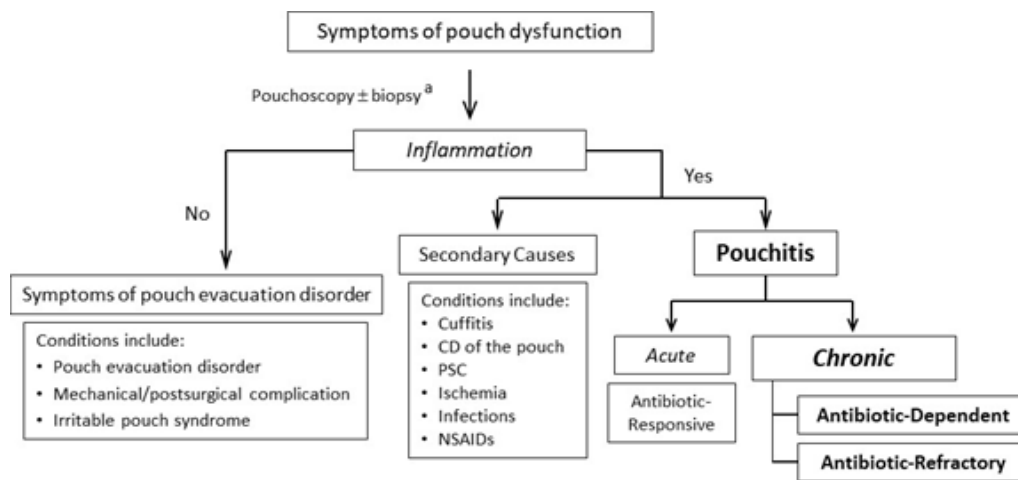 Symptoms of pouch dysfunction
Pouchoscopy ± biopsy a
Inflammation
No
Yes
Symptoms of pouch evacuation disorder
Conditions include:
• Pouch evacuation disorder
• Mechanical/postsurgical complication
• Irritable pouch syndrome
Secondary Causes
Conditions include:
• Cuffitis
• CD of the pouch
• PSC
• Ischemia
• Infections
• NSAIDs
Pouchitis
Acute
Antibiotic-
Responsive
Chronic
Antibiotic-Dependent
Antibiotic-Refractory